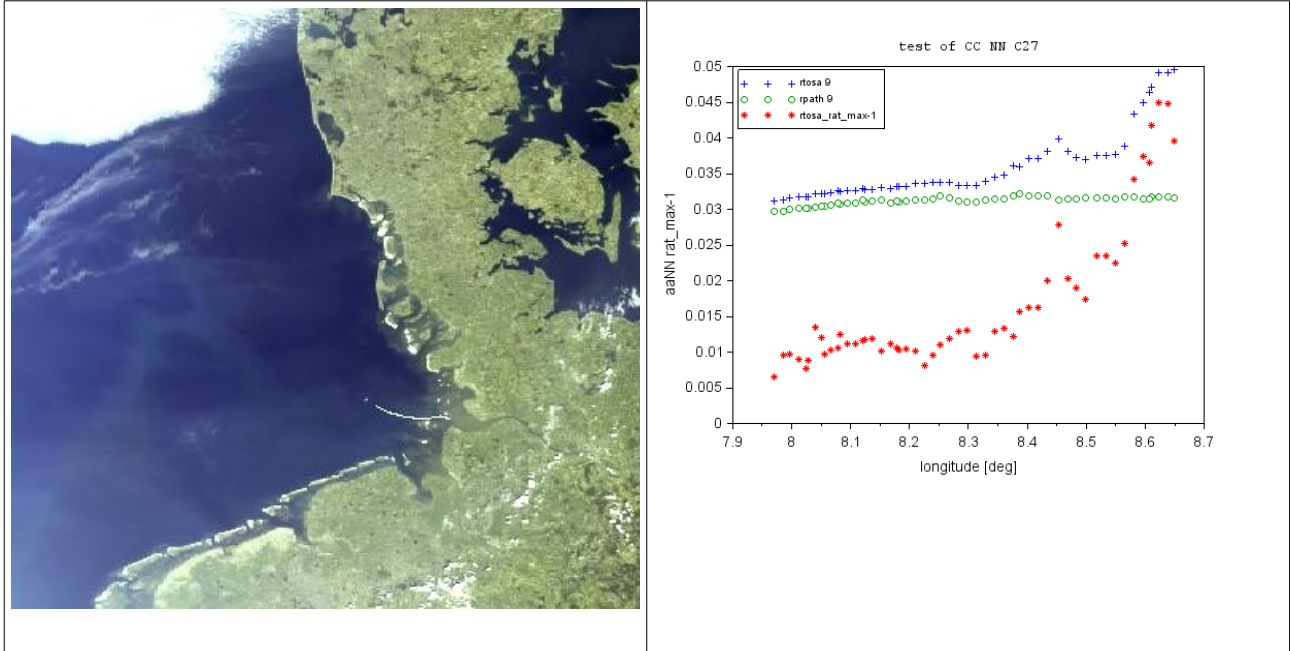 test of CC NN C27
0.05
0.045
0.04
0.035
0.03
0.025
0.02
0.015
0.01
0.005
0
rtosa 9
rpath 9
rtosa_rat_max-1
aaNN rat_max-1
7.9 8 8.1 8.2 8.3 8.4 8.5 8.6 8.7
longitude [deg]